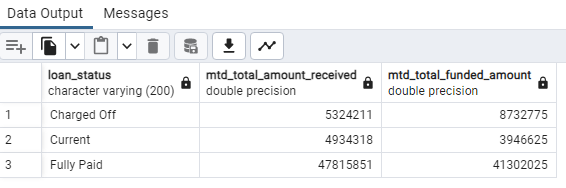 Data Output Messages
loan_status mtd_total_amount_received mtd_total_funded_amount
character varying (200) double precision double precision
1 Charged Off 5324211 8732775
2 Current 4934318 3946625
3 Fully Paid 47815851 41302025